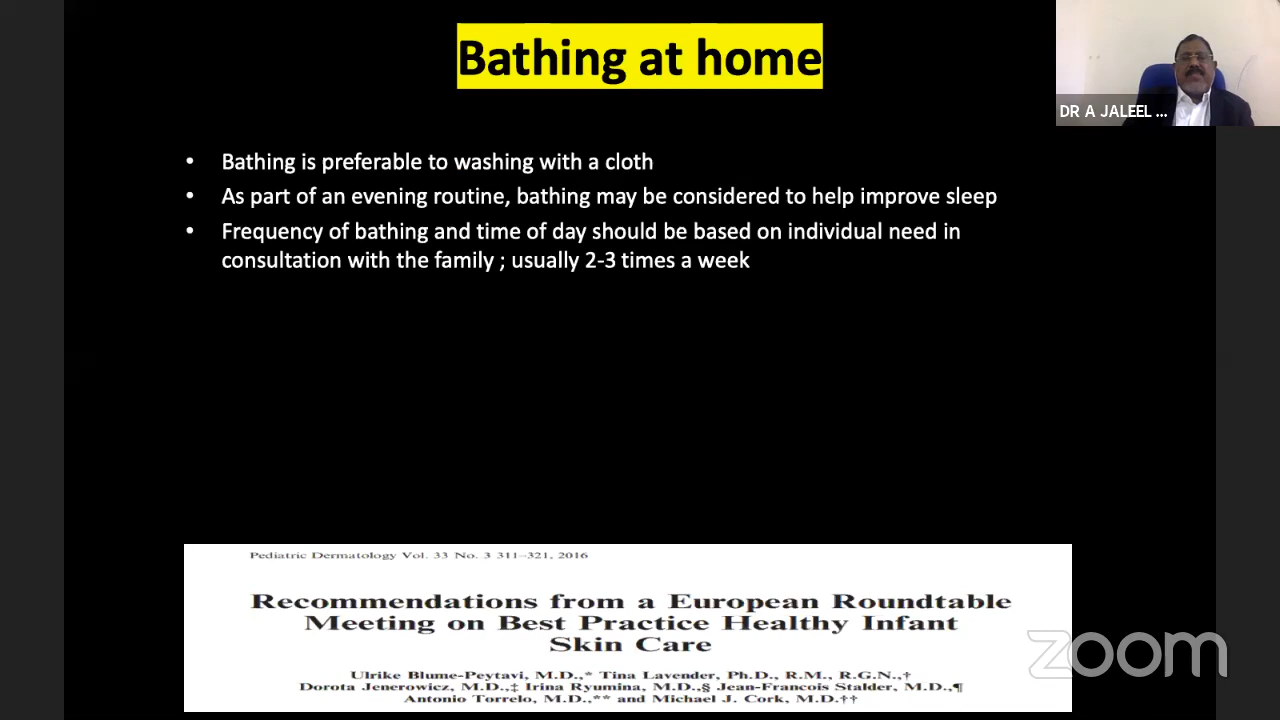 Bathing at home
DR A JALEEL ...
• Bathing is preferable to washing with a cloth
• As part of an evening routine, bathing may be considered to help improve sleep
• Frequency of bathing and time of day should be based on individual need in
consultation with the family ; usually 2-3 times a week
Pediatric Dermatology Vol. 33 No. 3 311–321, 2016
Recommendations from a European Roundtable
Meeting on Best Practice Healthy Infant
Skin Care
Ulrike Blume-Peytavi, M.D.,* Tina Lavender, Ph.D., R.M., R.G.N.,†
Dorota Jenerowicz, M.D.,‡ Irina Ryumina, M.D.,§ Jean-Francois Stalder, M.D.,¶
Antonio Torrelo, M.D.,** and Michael J. Cork, M.D.††
zoom